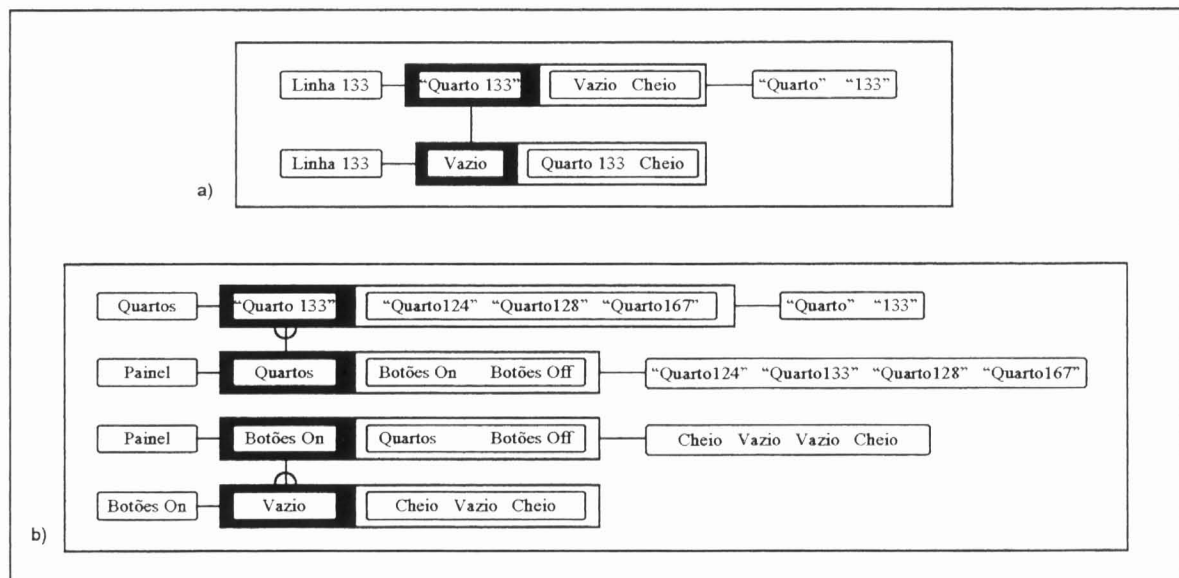 Linha 133 “Quarto 133” Vazio Cheio “Quarto” “133”
Linha 133 Vazio Quarto 133 Cheio
a)
Quartos “Quarto 133” “Quarto124” “Quarto128” “Quarto167” “Quarto” “133”
Painel Quartos Botões On Botões Off “Quarto124” “Quarto133” “Quarto128” “Quarto167”
Painel Botões On Quartos Botões Off Cheio Vazio Vazio Cheio
Botões On Vazio Cheio Vazio Cheio
b)